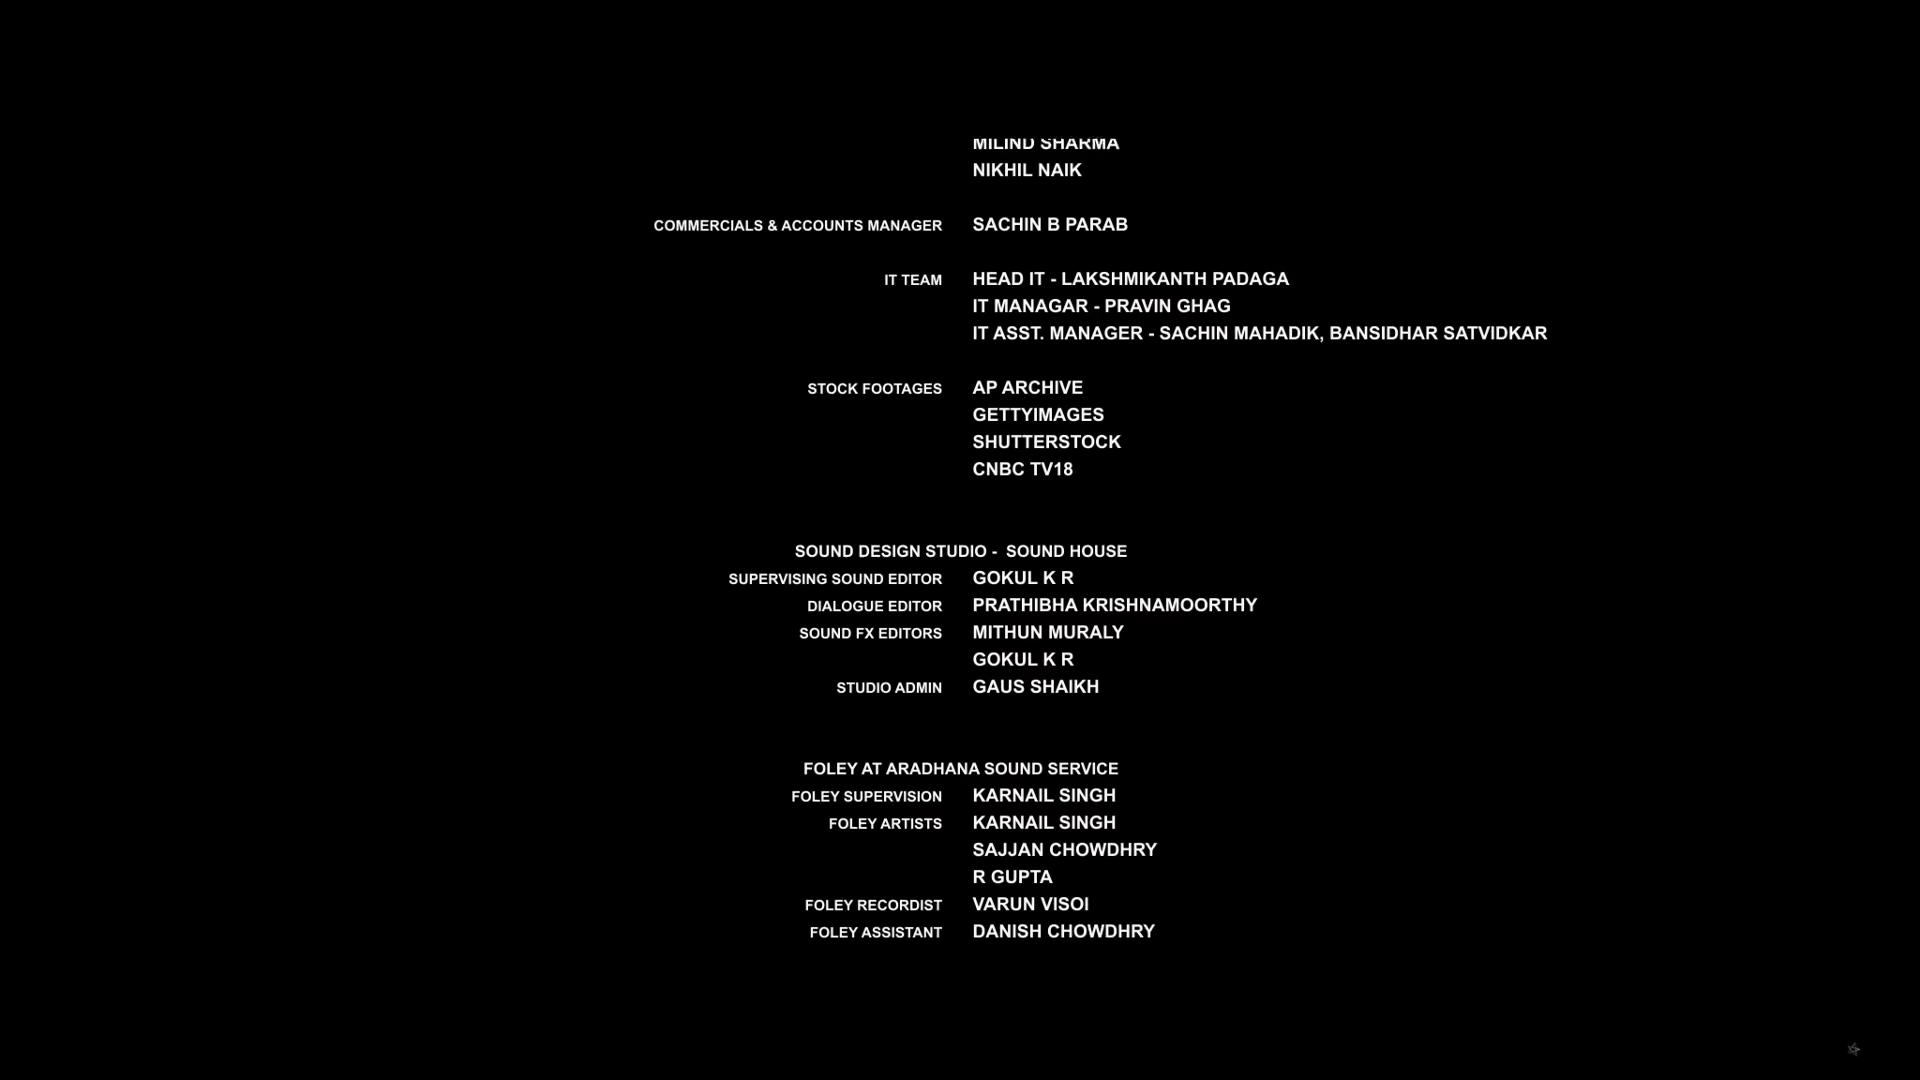 MILIND SHARMA
NIKHIL NAIK
COMMERCIALS & ACCOUNTS MANAGER SACHIN B PARAB
IT TEAM HEAD IT - LAKSHMIKANTH PADAGA
IT MANAGAR - PRAVIN GHAG
IT ASST. MANAGER - SACHIN MAHADIK, BANSIDHAR SATVIDKAR
STOCK FOOTAGES AP ARCHIVE
GETTYIMAGES
SHUTTERSTOCK
CNBC TV18
SOUND DESIGN STUDIO - SOUND HOUSE
SUPERVISING SOUND EDITOR GOKUL K R
DIALOGUE EDITOR PRATHIBHA KRISHNAMOORTHY
SOUND FX EDITORS MITHUN MURALY
GOKUL K R
STUDIO ADMIN GAUS SHAIKH
FOLEY AT ARADHANA SOUND SERVICE
FOLEY SUPERVISION KARNAIL SINGH
FOLEY ARTISTS KARNAIL SINGH
SAJJAN CHOWDHRY
R GUPTA
FOLEY RECORDIST VARUN VISOI
FOLEY ASSISTANT DANISH CHOWDHRY